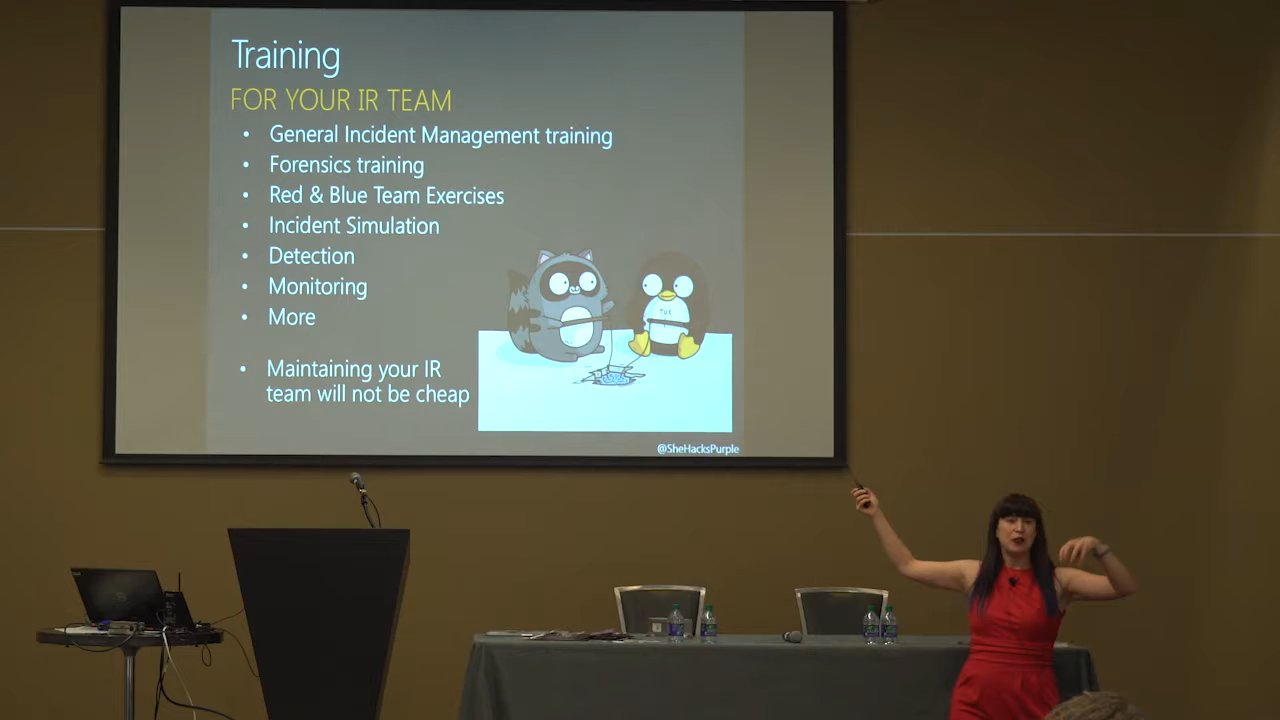 Training
FOR YOUR IR TEAM
• General Incident Management training
• Forensics training
• Red & Blue Team Exercises
• Incident Simulation
• Detection
• Monitoring
• More
• Maintaining your IR
team will not be cheap
TUX
@SheHacksPurple